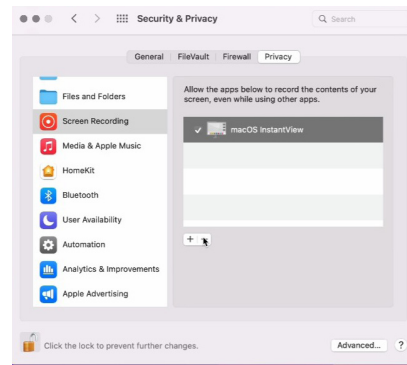 Security & Privacy
Search
General FileVault Firewall Privacy
Files and Folders
Screen Recording
Media & Apple Music
HomeKit
Bluetooth
User Availability
Automation
Analytics & Improvements
Apple Advertising
Allow the apps below to record the contents of your
screen, even while using other apps.
macOS InstantView
+
Click the lock to prevent further changes.
Advanced... ?